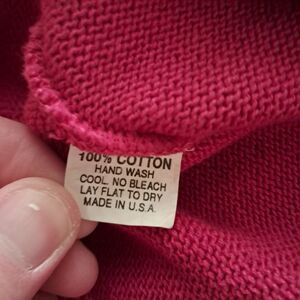 100% COTTON
HAND WASH
COOL. NO BLEACH
LAY FLAT TO DRY
MADE IN U.S.A.